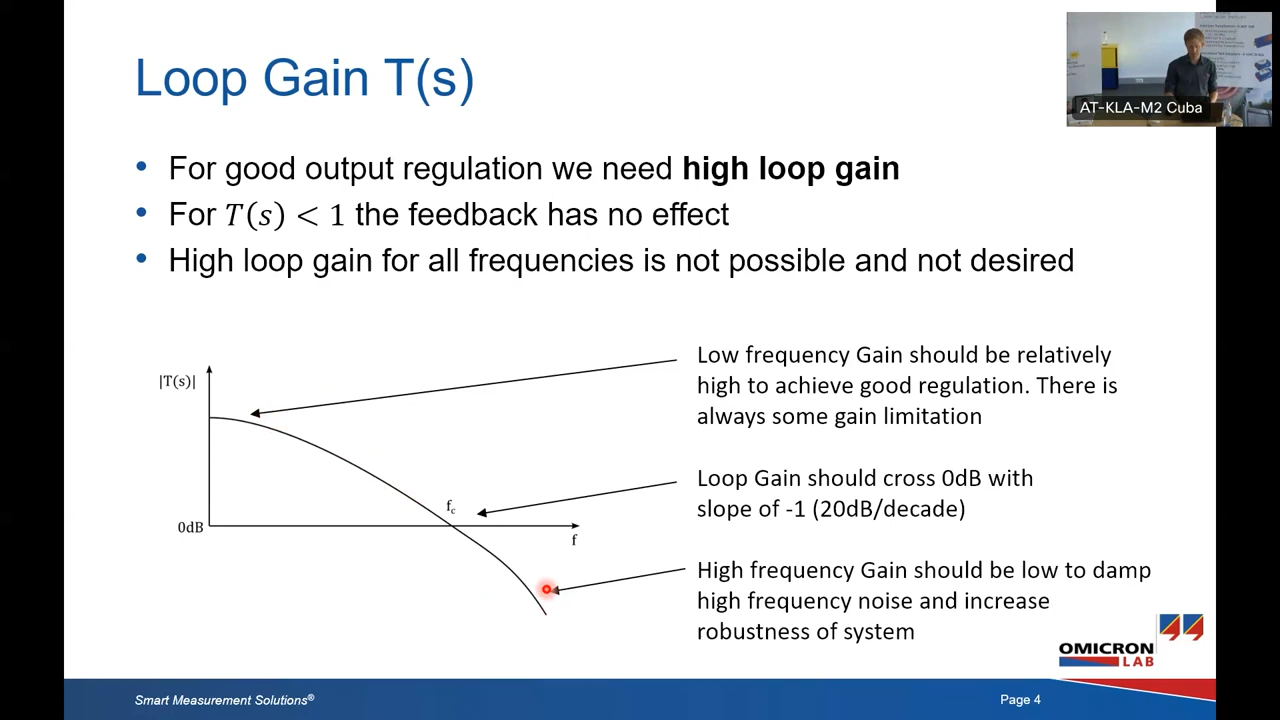 Loop Gain T(s)
AT-KLA-M2 Cuba
• For good output regulation we need high loop gain
• For T(s) < 1 the feedback has no effect
• High loop gain for all frequencies is not possible and not desired
|T(s)|
0dB
f_c
f
Low frequency Gain should be relatively
high to achieve good regulation. There is
always some gain limitation
Loop Gain should cross 0dB with
slope of -1 (20dB/decade)
High frequency Gain should be low to damp
high frequency noise and increase
robustness of system
OMICRON
LAB
Smart Measurement Solutions®
Page 4